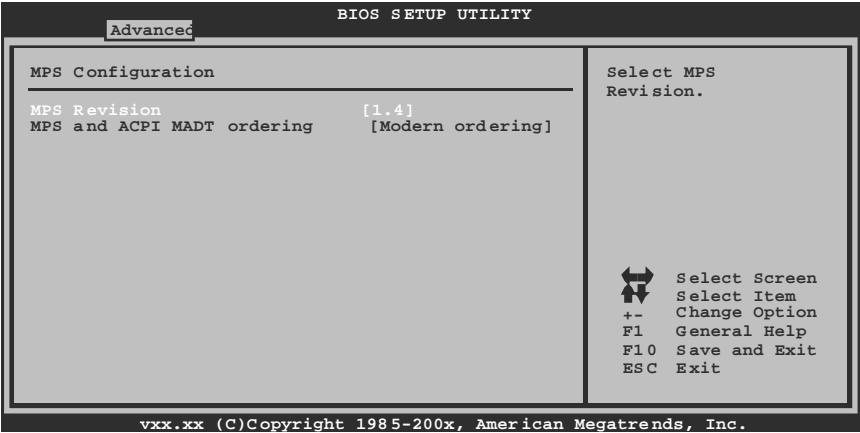 BIOS SETUP UTILITY
Advanced
MPS Configuration
MPS Revision [1.4]
MPS and ACPI MADT ordering [Modern ordering]
Select MPS
Revision.
Select Screen
Select Item
+- Change Option
F1 General Help
F10 Save and Exit
ESC Exit
vxx.xx (C)Copyright 1985-200x, American Megatrends, Inc.